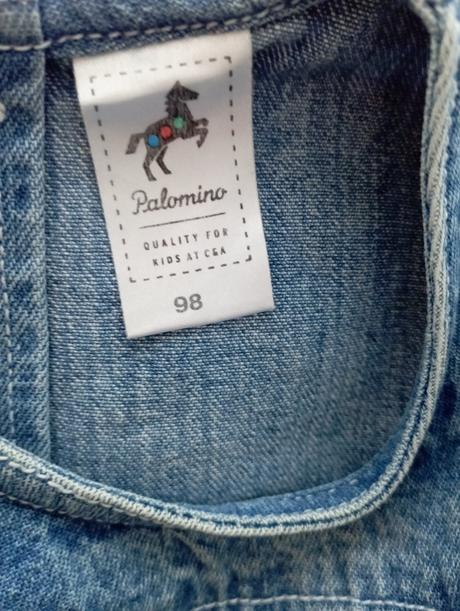 Palomino
QUALITY FOR
KIDS AT C&A
98